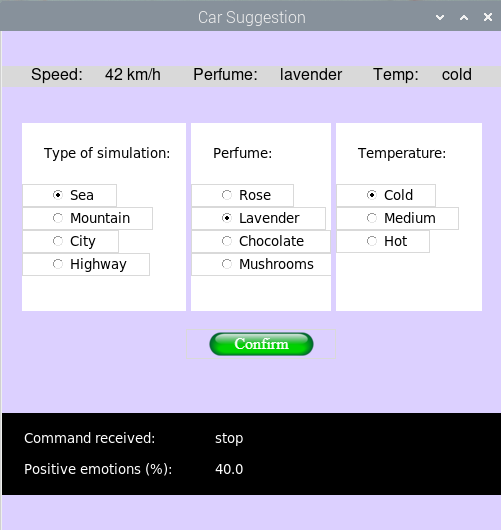 Car Suggestion
Speed: 42 km/h Perfume: lavender Temp: cold
Type of simulation: Perfume: Temperature:
Sea Rose Cold
Mountain Lavender Medium
City Chocolate Hot
Highway Mushrooms
Confirm
Command received: stop
Positive emotions (%): 40.0